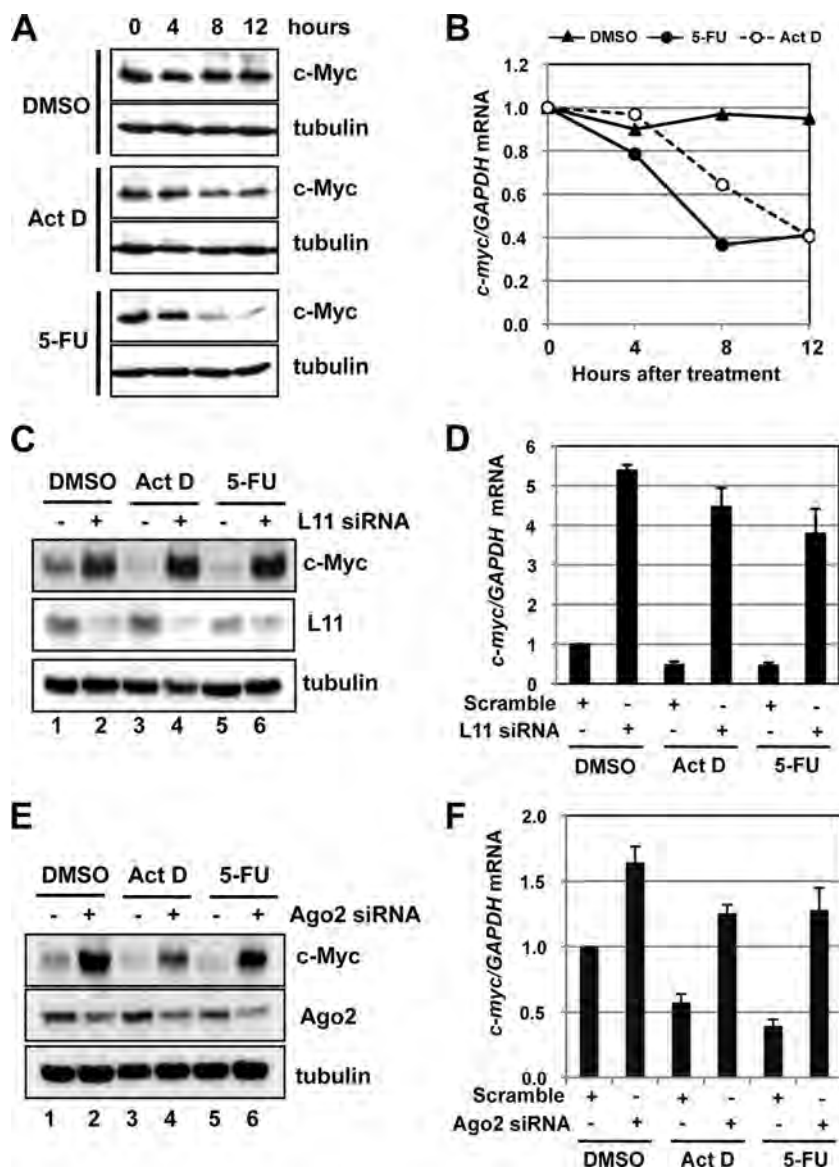 A
0 4 8 12 hours
DMSO
c-Myc
tubulin
Act D
c-Myc
tubulin
5-FU
c-Myc
tubulin
B
DMSO 5-FU Act D
c-myc/GAPDH mRNA
1.2
1.0
0.8
0.6
0.4
0.2
0.0
0 4 8 12
Hours after treatment
C
DMSO Act D 5-FU
- + - + - + L11 siRNA
c-Myc
L11
tubulin
1 2 3 4 5 6
D
c-myc/GAPDH mRNA
6
5
4
3
2
1
0
Scramble + - + - + -
L11 siRNA - + - + - +
DMSO Act D 5-FU
E
DMSO Act D 5-FU
- + - + - + Ago2 siRNA
c-Myc
Ago2
tubulin
1 2 3 4 5 6
F
c-myc/GAPDH mRNA
2.0
1.5
1.0
0.5
0.0
Scramble + - + - + -
Ago2 siRNA - + - + - +
DMSO Act D 5-FU